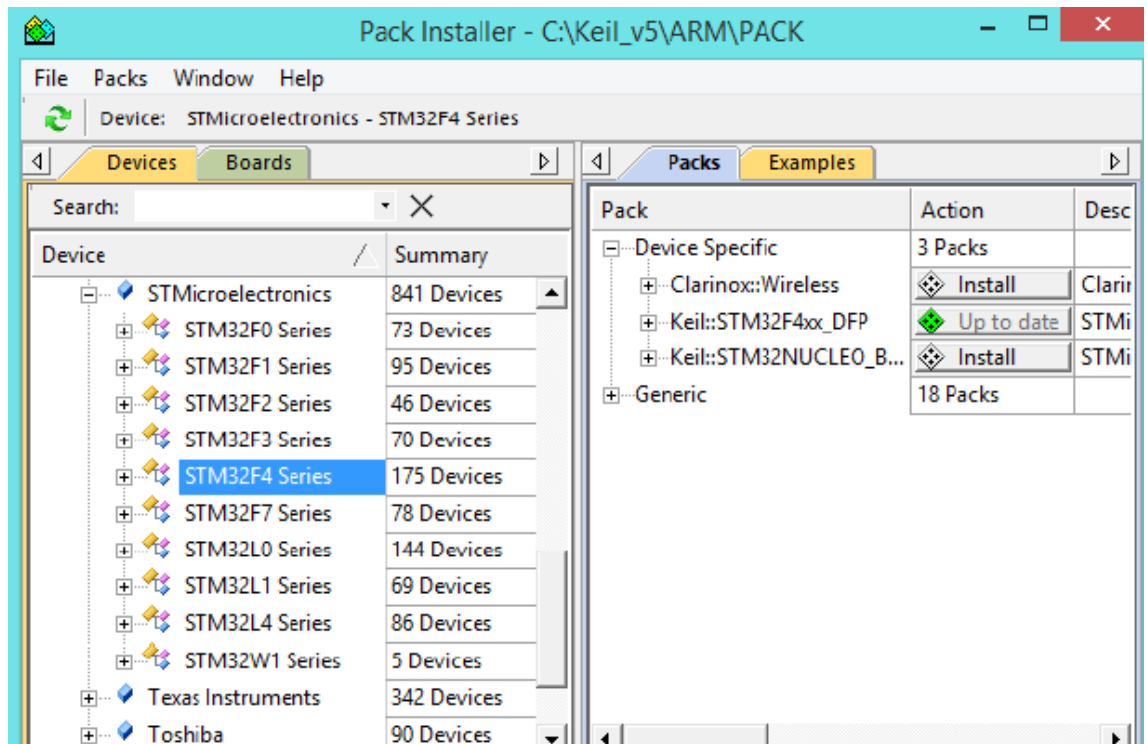 Pack Installer - C:\Keil_v5\ARM\PACK
File Packs Window Help
Device: STMicroelectronics - STM32F4 Series
Devices Boards
Search:
Device Summary
STMicroelectronics 841 Devices
STM32F0 Series 73 Devices
STM32F1 Series 95 Devices
STM32F2 Series 46 Devices
STM32F3 Series 70 Devices
STM32F4 Series 175 Devices
STM32F7 Series 78 Devices
STM32L0 Series 144 Devices
STM32L1 Series 69 Devices
STM32L4 Series 86 Devices
STM32W1 Series 5 Devices
Texas Instruments 342 Devices
Toshiba 90 Devices
Packs Examples
Pack Action Desc
Device Specific 3 Packs
Clarinox::Wireless Install Clarin
Keil::STM32F4xx_DFP Up to date STMi
Keil::STM32NUCLEO_B... Install STMi
Generic 18 Packs